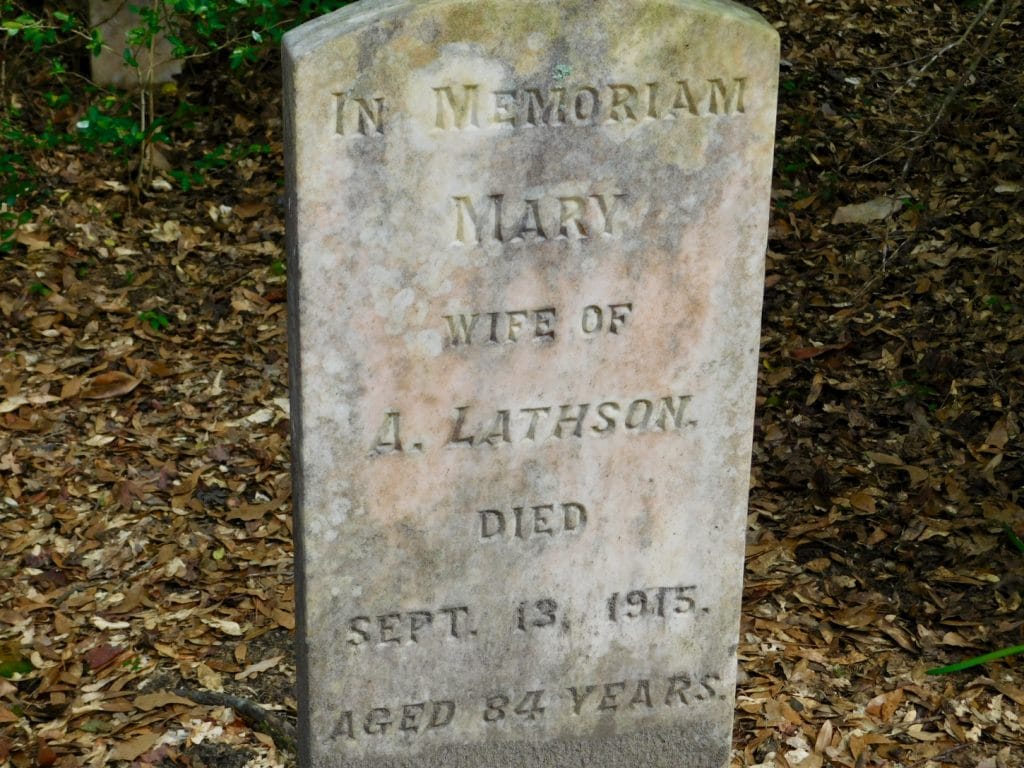 IN MEMORIAM
MARY
WIFE OF
A. LATHSON.
DIED
SEPT. 13, 1915.
AGED 84 YEARS.